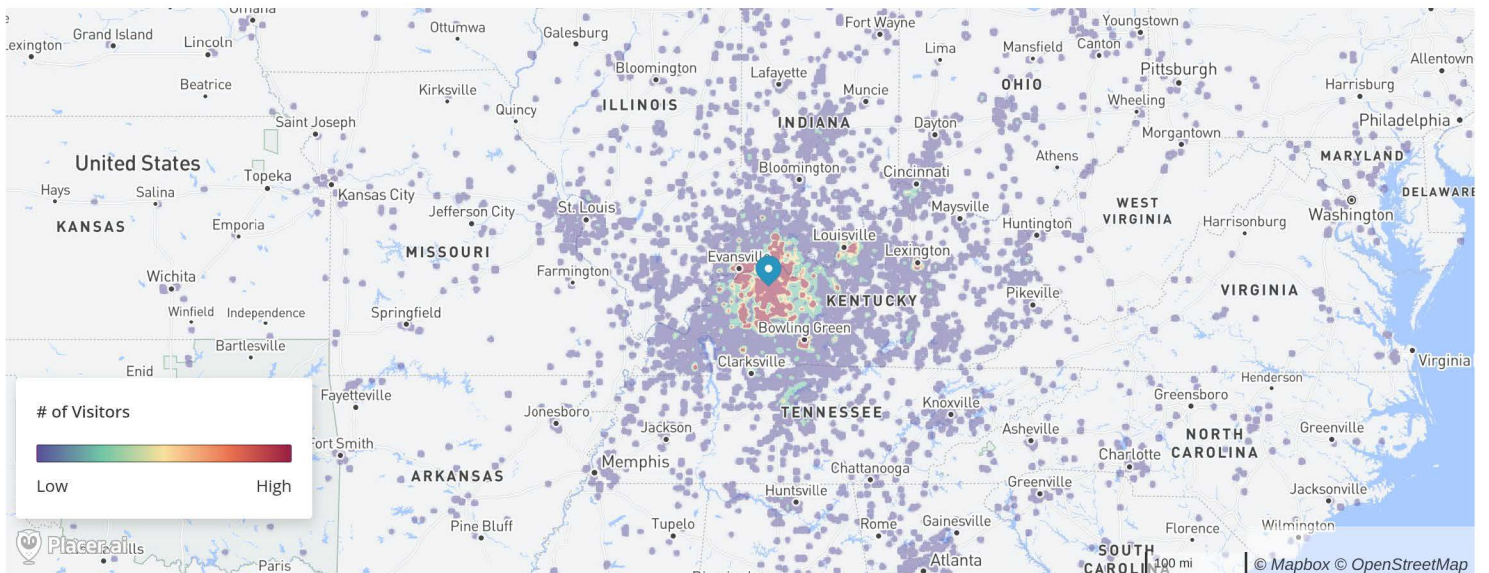 Omaha
Ottumwa
Galesburg
Fort Wayne
Youngstown
Grand Island
Lincoln
Lima
Mansfield
Canton
Lexington
Bloomington
Lafayette
Pittsburgh
Allentown
Beatrice
Kirksville
Muncie
OHIO
Harrisburg
Quincy
ILLINOIS
Wheeling
Saint Joseph
INDIANA
Dayton
Morgantown
Philadelphia
United States
Athens
MARYLAND
Topeka
Bloomington
Cincinnati
Hays
Salina
Kansas City
DELAWARE
KANSAS
Emporia
Jefferson City
St. Louis
Maysville
WEST
VIRGINIA
Washington
MISSOURI
Louisville
Huntington
Harrisonburg
Evansville
Lexington
Wichita
Farmington
KENTUCKY
Pikeville
VIRGINIA
Winfield
Independence
Springfield
Bowling Green
Bartlesville
Clarksville
Virginia
Enid
Henderson
Fayetteville
Jonesboro
TENNESSEE
Knoxville
Greensboro
# of Visitors
Low
High
Fort Smith
Jackson
Asheville
NORTH
CAROLINA
Greenville
Memphis
Charlotte
ARKANSAS
Chattanooga
Greenville
Huntsville
Jacksonville
Pine Bluff
Tupelo
Rome
Gainesville
Florence
Wilmington
Placer.ai
Paris
Atlanta
SOUTH
CAROLINA
100 mi
© Mapbox © OpenStreetMap